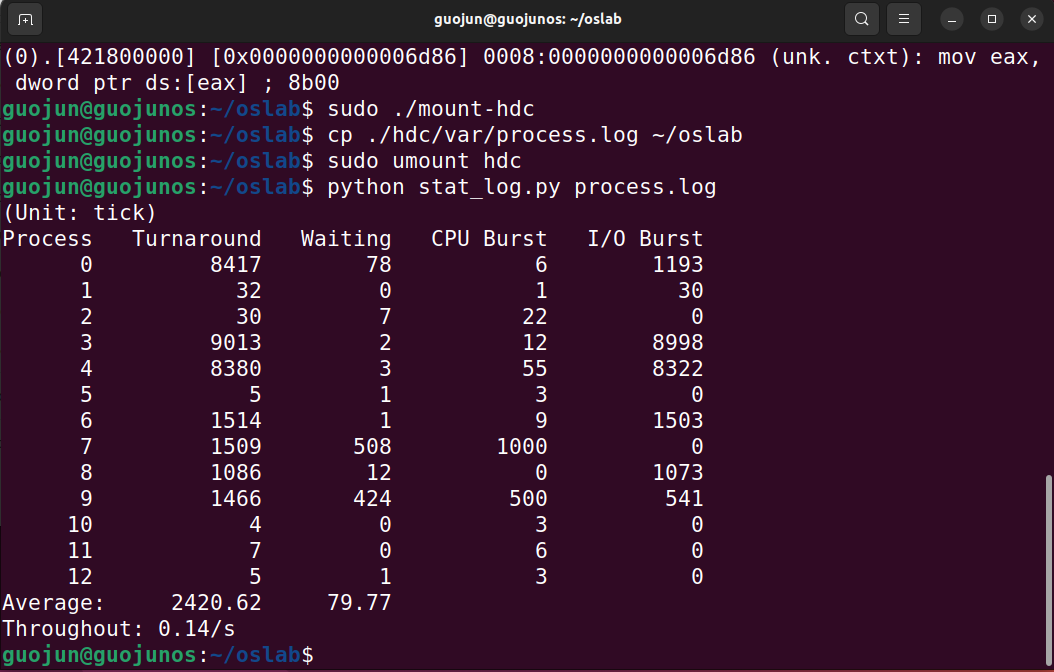 guojun@guojunos: ~/oslab
(0).[421800000] [0x0000000000006d86] 0008:0000000000006d86 (unk. ctxt): mov eax,
 dword ptr ds:[eax] ; 8b00
guojun@guojunos:~/oslab$ sudo ./mount-hdc
guojun@guojunos:~/oslab$ cp ./hdc/var/process.log ~/oslab
guojun@guojunos:~/oslab$ sudo umount hdc
guojun@guojunos:~/oslab$ python stat_log.py process.log
(Unit: tick)
Process   Turnaround   Waiting   CPU Burst   I/O Burst
      0         8417        78           6        1193
      1           32         0           1          30
      2           30         7          22           0
      3         9013         2          12        8998
      4         8380         3          55        8322
      5            5         1           3           0
      6         1514         1           9        1503
      7         1509       508        1000           0
      8         1086        12           0        1073
      9         1466       424         500         541
     10            4         0           3           0
     11            7         0           6           0
     12            5         1           3           0
Average:     2420.62     79.77
Throughout: 0.14/s
guojun@guojunos:~/oslab$